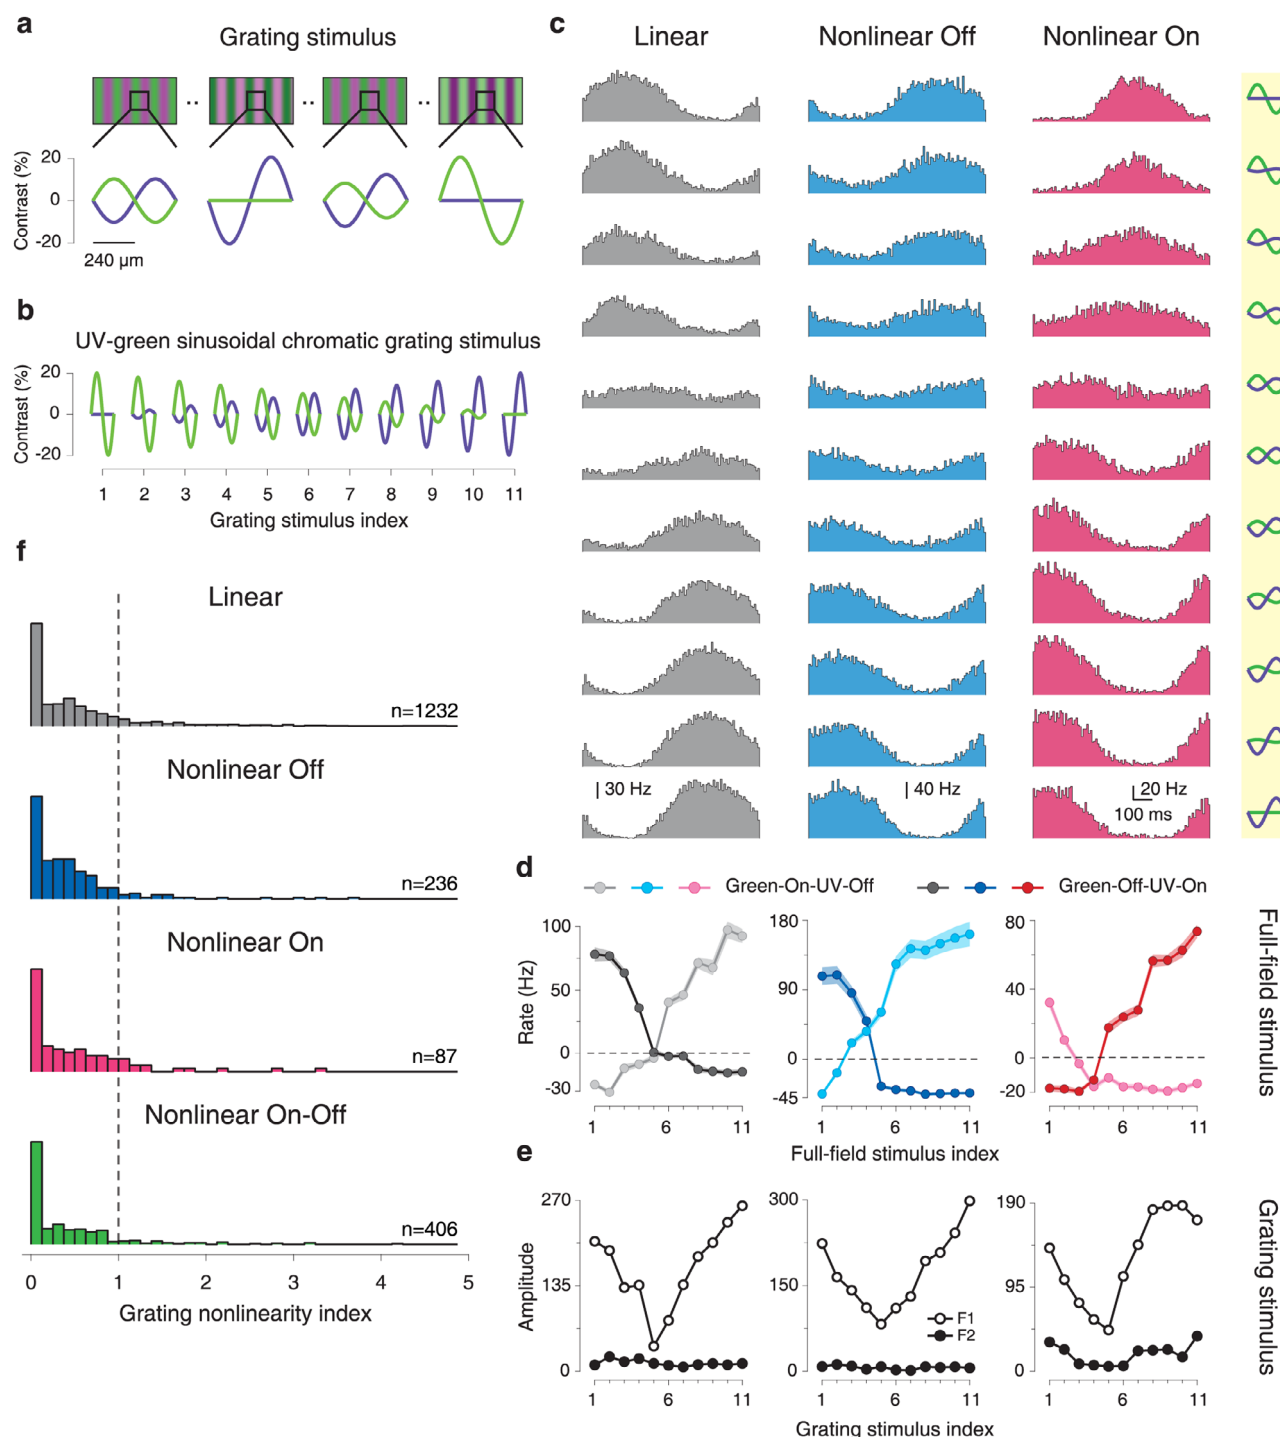 a
Grating stimulus
.. .. ..
Contrast (%)
20
0
-20
240 µm
b
UV-green sinusoidal chromatic grating stimulus
Contrast (%)
20
0
-20
1 2 3 4 5 6 7 8 9 10 11
Grating stimulus index
c
Linear Nonlinear Off Nonlinear On
30 Hz 40 Hz 20 Hz
100 ms
d
Green-On-UV-Off Green-Off-UV-On
Rate (Hz)
100
50
0
-30
1 6 11
180
90
0
-45
1 6 11
80
40
0
-20
1 6 11
Full-field stimulus index
Full-field stimulus
e
Amplitude
270
135
0
1 6 11
300
150
0
F1
F2
1 6 11
190
95
0
1 6 11
Grating stimulus index
Grating stimulus
f
Linear
n=1232
Nonlinear Off
n=236
Nonlinear On
n=87
Nonlinear On-Off
n=406
0 1 2 3 4 5
Grating nonlinearity index